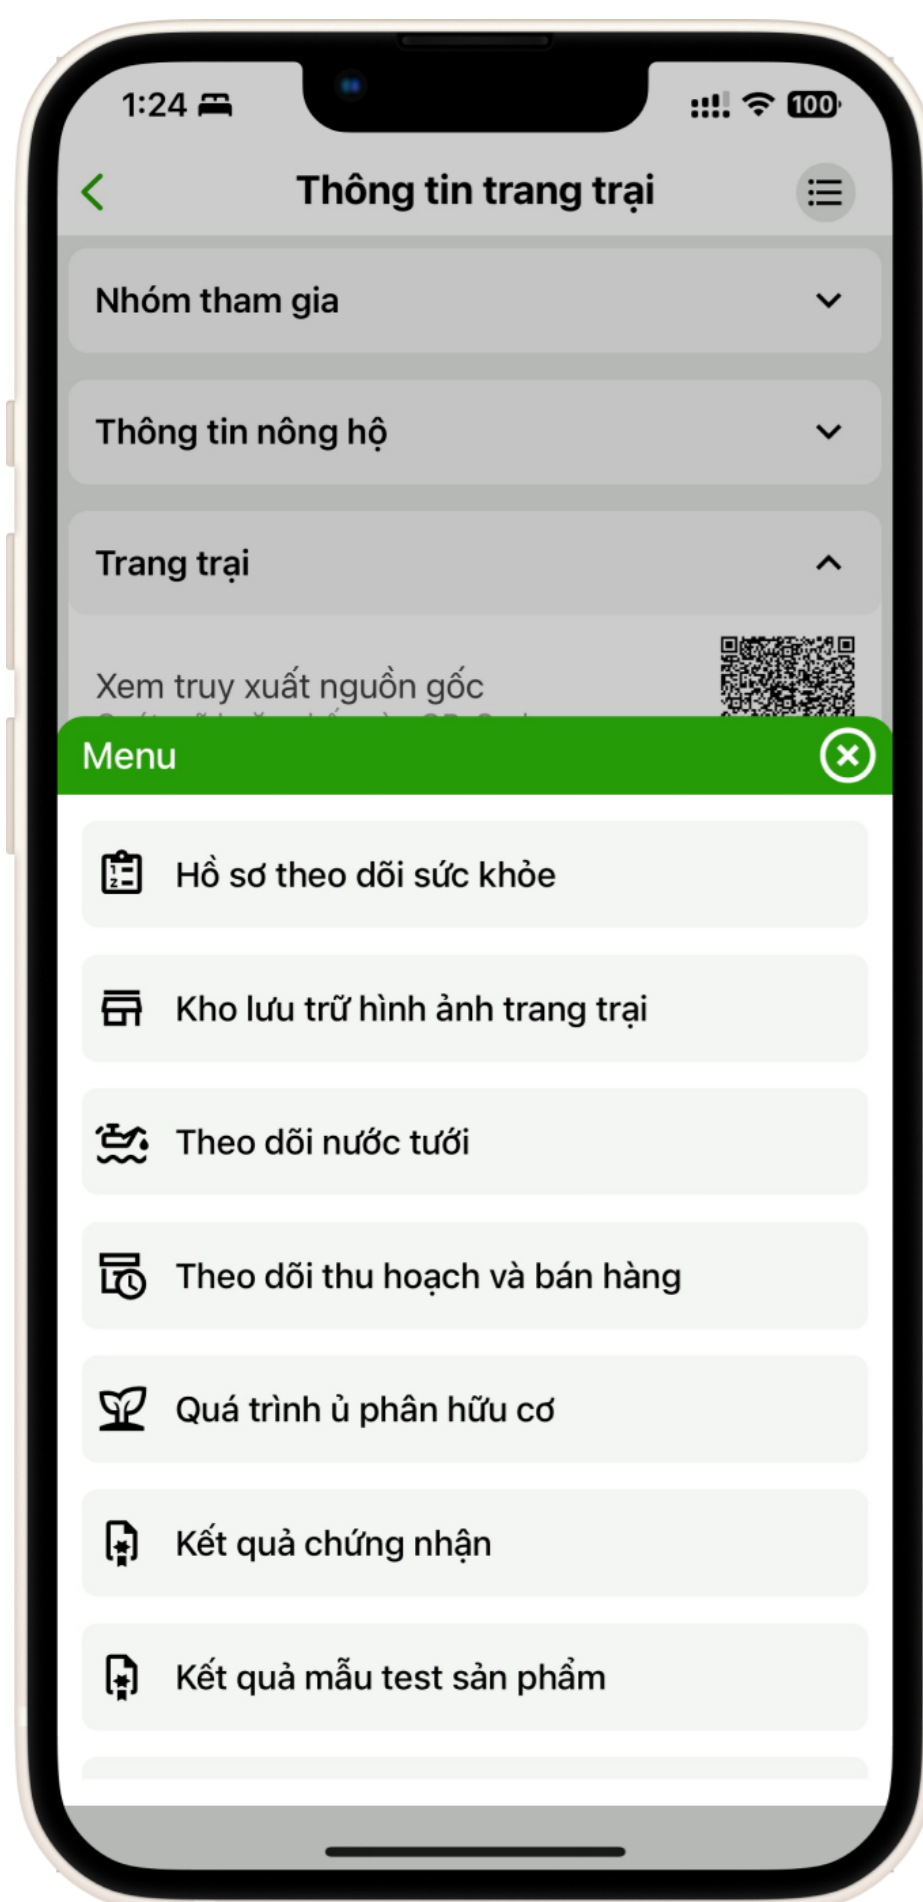 1:24
100
Thông tin trang trại
Nhóm tham gia
Thông tin nông hộ
Trang trại
Xem truy xuất nguồn gốc
Menu
Hồ sơ theo dõi sức khỏe
Kho lưu trữ hình ảnh trang trại
Theo dõi nước tưới
Theo dõi thu hoạch và bán hàng
Quá trình ủ phân hữu cơ
Kết quả chứng nhận
Kết quả mẫu test sản phẩm